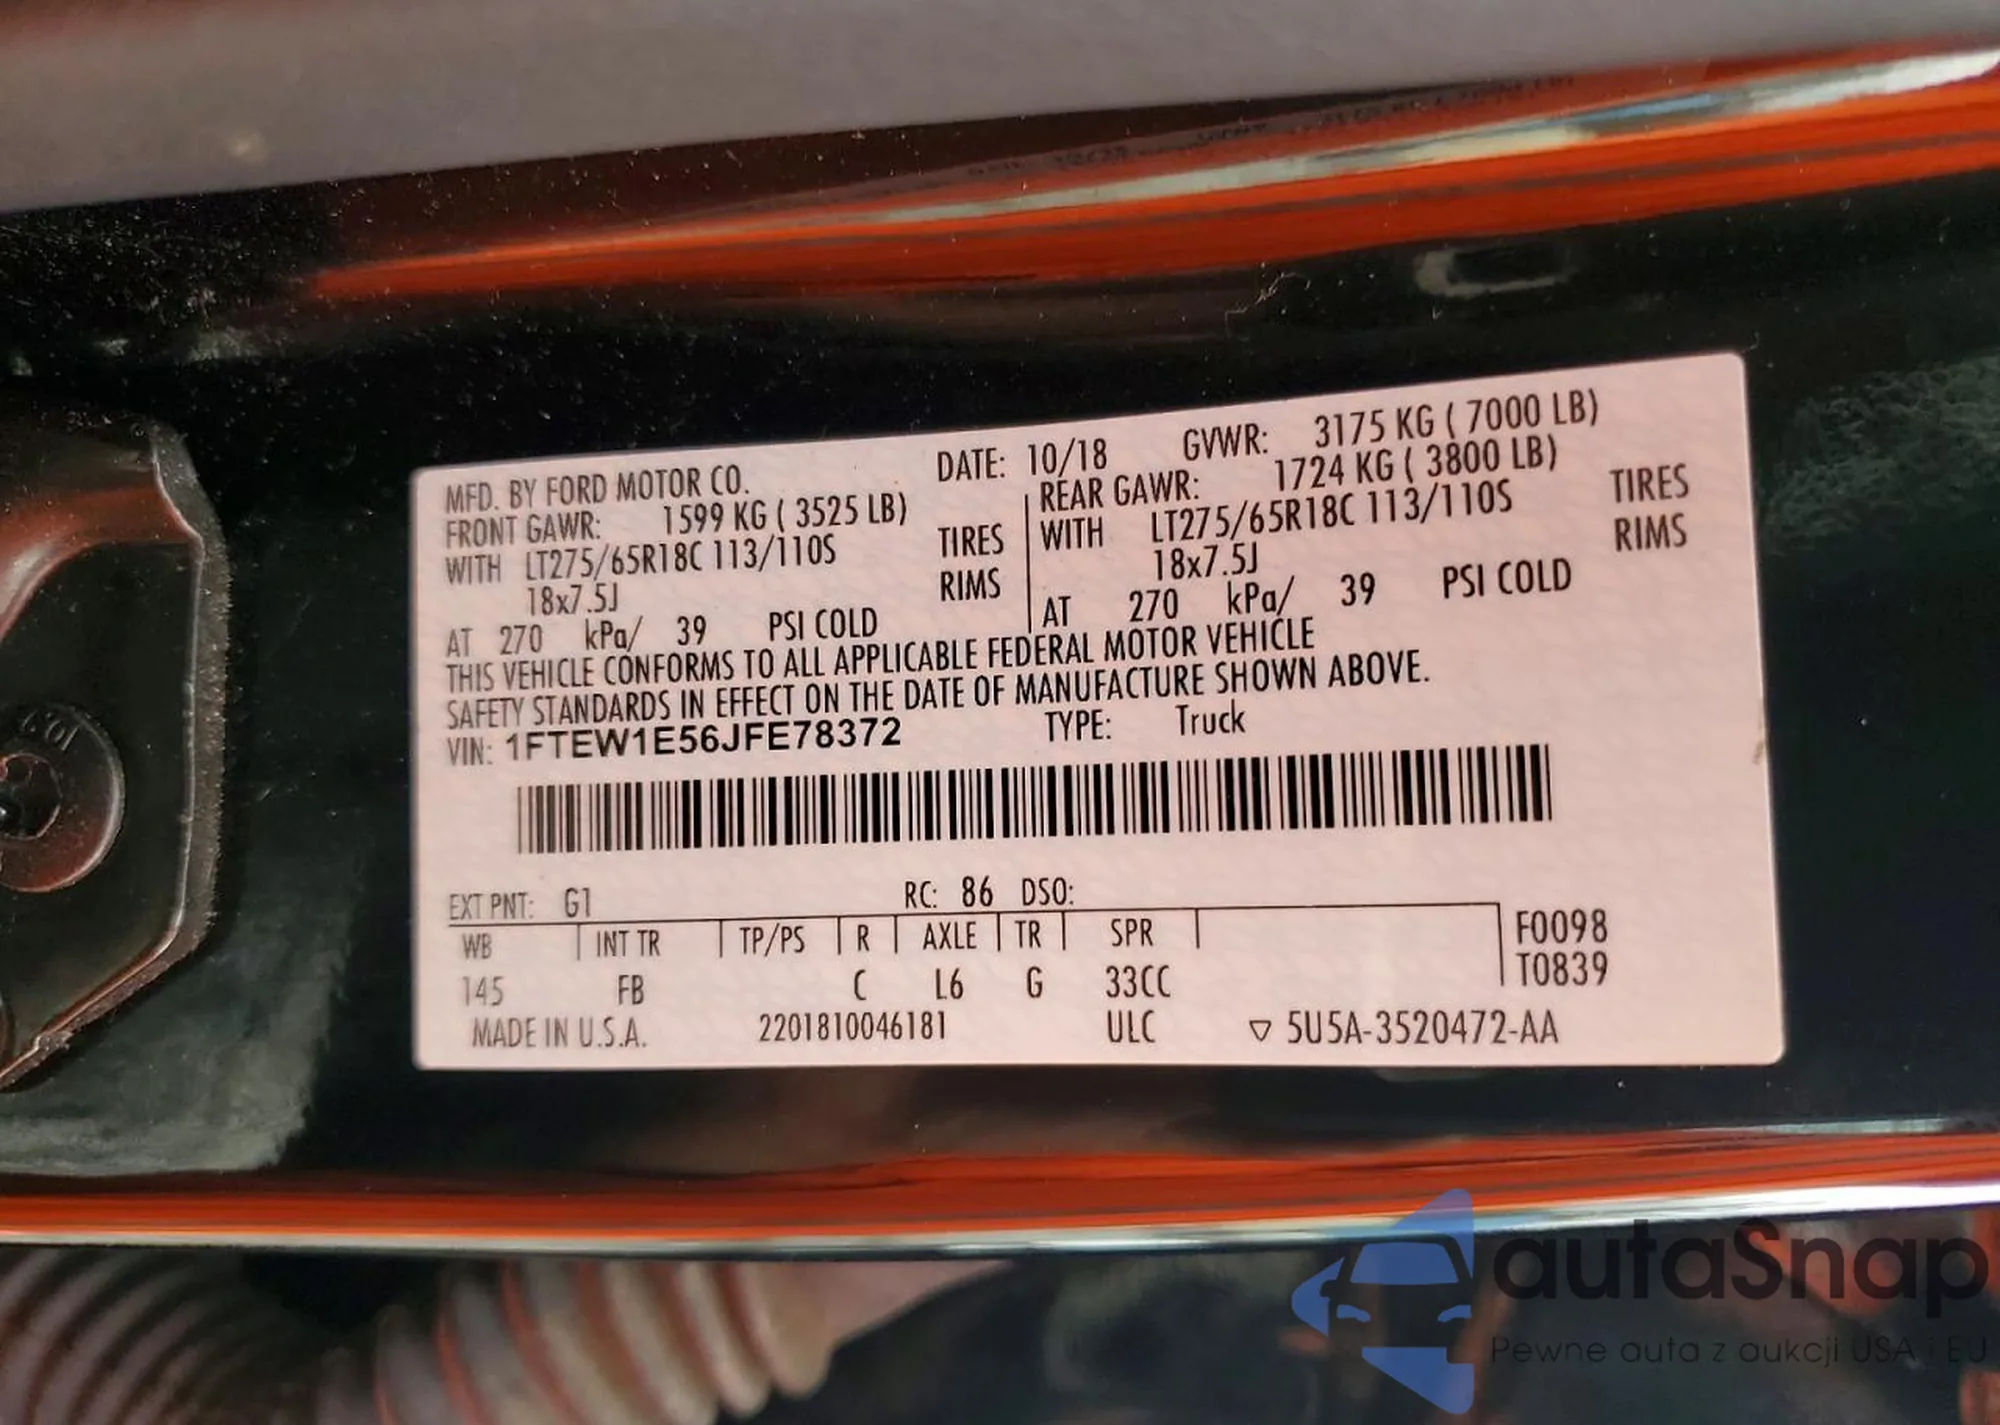 MFD. BY FORD MOTOR CO. DATE: 10/18 GVWR: 3175 KG ( 7000 LB)
FRONT GAWR: 1599 KG ( 3525 LB) REAR GAWR: 1724 KG ( 3800 LB)
WITH LT275/65R18C 113/110S TIRES WITH LT275/65R18C 113/110S TIRES
18x7.5J RIMS 18x7.5J RIMS
AT 270 kPa/ 39 PSI COLD AT 270 kPa/ 39 PSI COLD
THIS VEHICLE CONFORMS TO ALL APPLICABLE FEDERAL MOTOR VEHICLE
SAFETY STANDARDS IN EFFECT ON THE DATE OF MANUFACTURE SHOWN ABOVE.
VIN: 1FTEW1E56JFE78372 TYPE: Truck
EXT PNT: G1 RC: 86 DSO:
WB INT TR TP/PS R AXLE TR SPR F0098
145 FB C L6 G 33CC T0839
MADE IN U.S.A. 2201810046181 ULC ▽ 5U5A-3520472-AA
autaSnap
Pewne auta z aukcji USA i EU